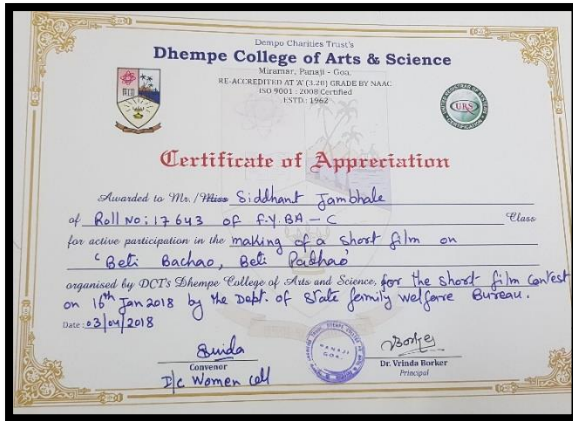 Dempo Charities Trust's
Dhempe College of Arts & Science
Miramar, Panaji - Goa.
RE-ACCREDITED AT 'A' (3.28) GRADE BY NAAC
ISO 9001 : 2008 Certified
ESTD.: 1962
URS
Certificate of Appreciation
Awarded to Mr. / Miss Siddhant Jambhale
of Roll No: 17643 of F.Y.BA - C Class
for active participation in the making of a short film on
'Beti Bachao, Beti Padhao'
organised by DCT's Dhempe College of Arts and Science, for the short film Contest
on 16th Jan 2018 by the Dept. of State family welfare Bureau.
Date : 03/04/2018
Convenor
I/c Women cell
PANAJI
GOA.
Dr. Vrinda Borker
Principal